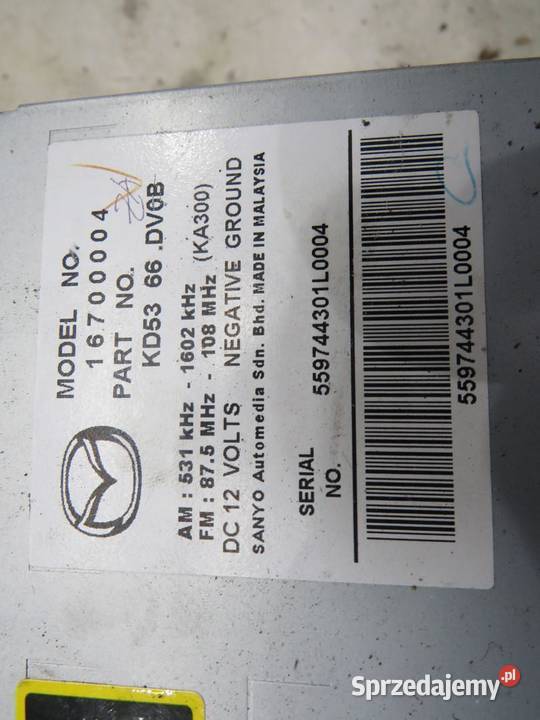 MODEL NO.
16700004
PART NO.
KD53 66 .DV0B
AM : 531 kHz - 1602 kHz
FM : 87.5 MHz - 108 MHz (KA300)
DC 12 VOLTS NEGATIVE GROUND
SANYO Automedia Sdn. Bhd. MADE IN MALAYSIA
SERIAL
NO.
559744301L0004
559744301L0004
Sprzedajemy.pl